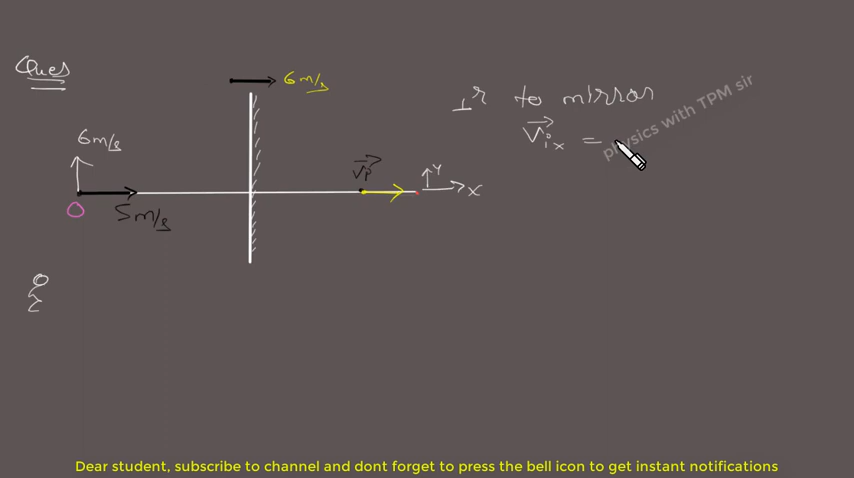 Ques
6m/s
⊥r to mirror
physics with TPM sir
V⃗ix =
6m/s
V⃗p
Y
X
O
5m/s
Dear student, subscribe to channel and dont forget to press the bell icon to get instant notifications